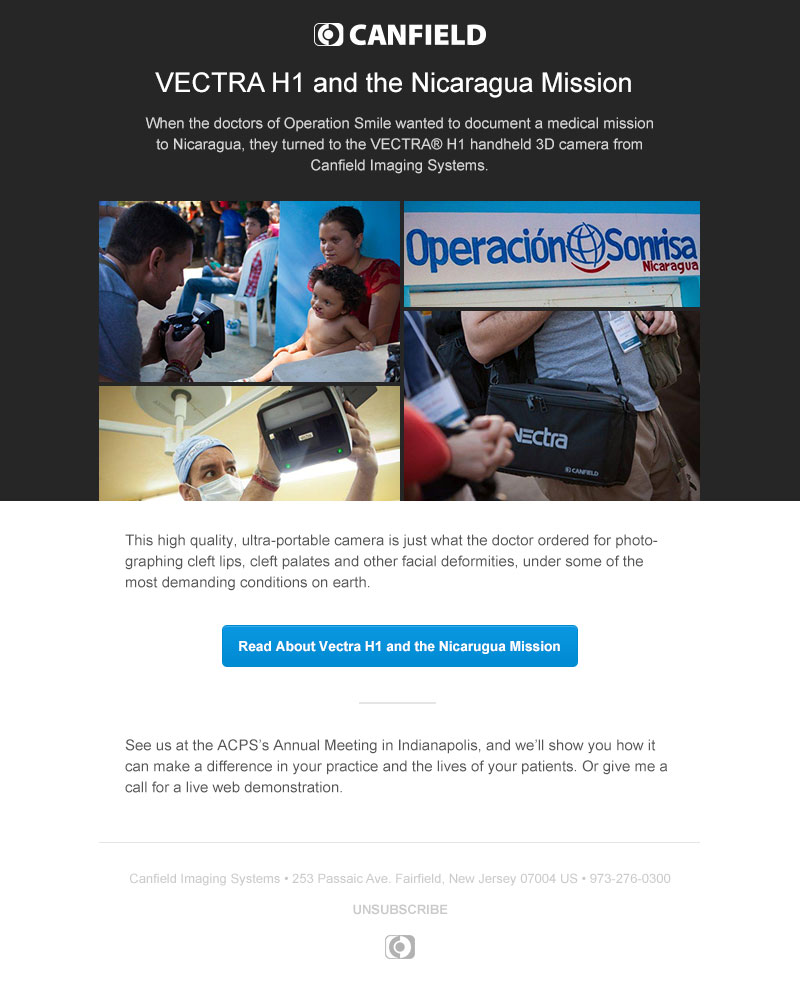 CANFIELD
VECTRA H1 and the Nicaragua Mission
When the doctors of Operation Smile wanted to document a medical mission
to Nicaragua, they turned to the VECTRA® H1 handheld 3D camera from
Canfield Imaging Systems.
Operación Sonrisa
Nicaragua
Vectra
CANFIELD
This high quality, ultra-portable camera is just what the doctor ordered for photo-
graphing cleft lips, cleft palates and other facial deformities, under some of the
most demanding conditions on earth.
Read About Vectra H1 and the Nicarugua Mission
See us at the ACPS’s Annual Meeting in Indianapolis, and we’ll show you how it
can make a difference in your practice and the lives of your patients. Or give me a
call for a live web demonstration.
Canfield Imaging Systems • 253 Passaic Ave. Fairfield, New Jersey 07004 US • 973-276-0300
UNSUBSCRIBE